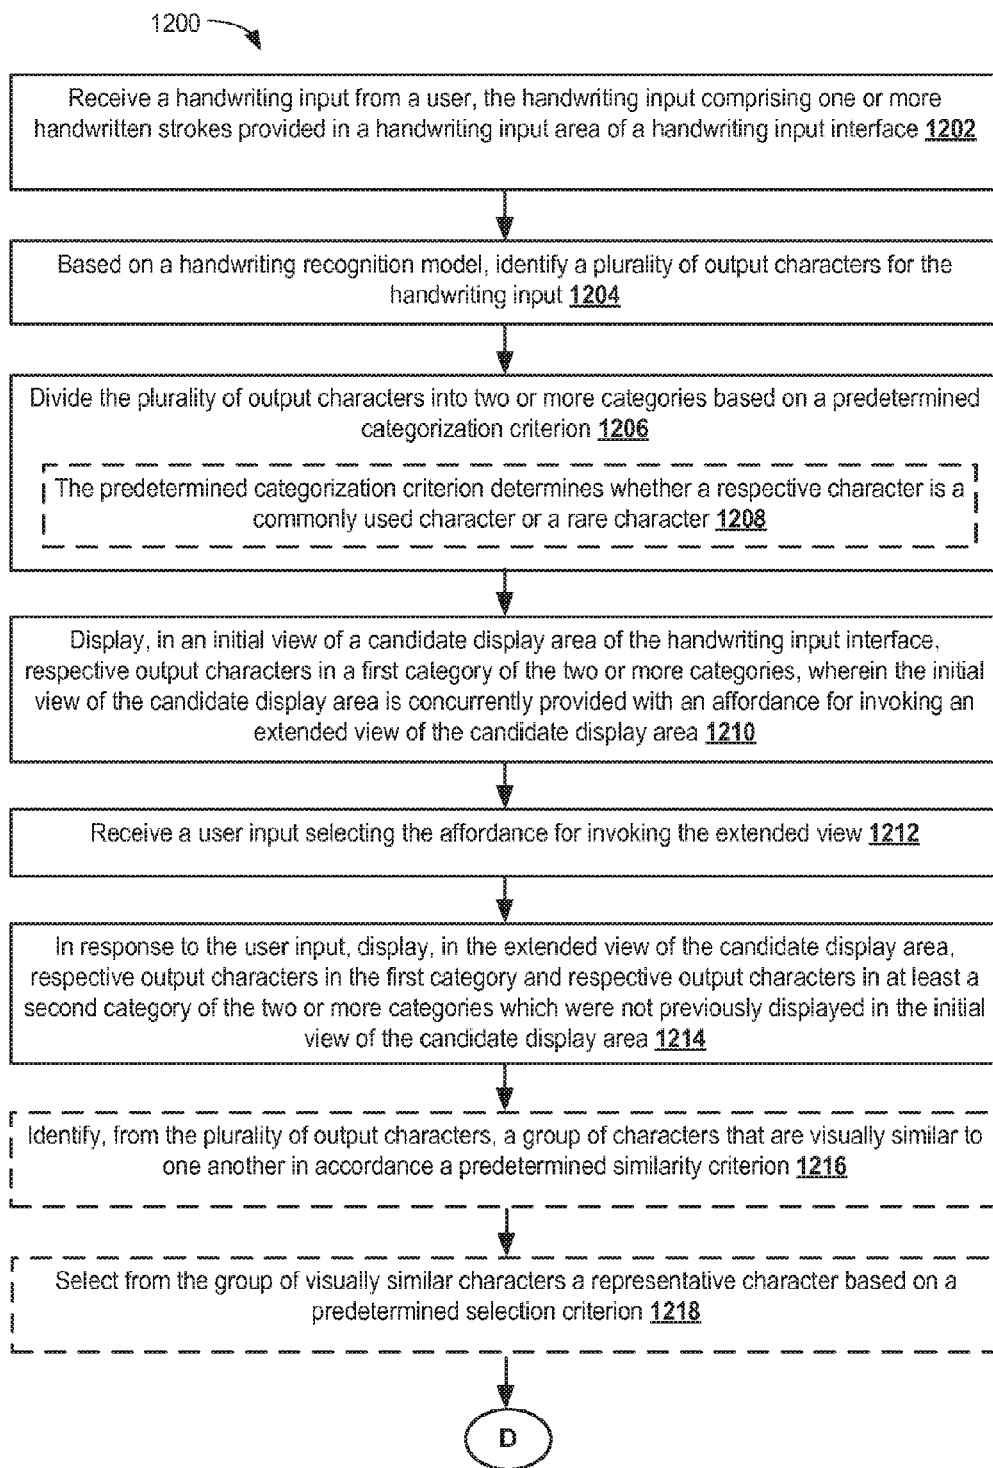 1200
Receive a handwriting input from a user, the handwriting input comprising one or more
handwritten strokes provided in a handwriting input area of a handwriting input interface 1202
Based on a handwriting recognition model, identify a plurality of output characters for the
handwriting input 1204
Divide the plurality of output characters into two or more categories based on a predetermined
categorization criterion 1206
The predetermined categorization criterion determines whether a respective character is a
commonly used character or a rare character 1208
Display, in an initial view of a candidate display area of the handwriting input interface,
respective output characters in a first category of the two or more categories, wherein the initial
view of the candidate display area is concurrently provided with an affordance for invoking an
extended view of the candidate display area 1210
Receive a user input selecting the affordance for invoking the extended view 1212
In response to the user input, display, in the extended view of the candidate display area,
respective output characters in the first category and respective output characters in at least a
second category of the two or more categories which were not previously displayed in the initial
view of the candidate display area 1214
Identify, from the plurality of output characters, a group of characters that are visually similar to
one another in accordance a predetermined similarity criterion 1216
Select from the group of visually similar characters a representative character based on a
predetermined selection criterion 1218
D